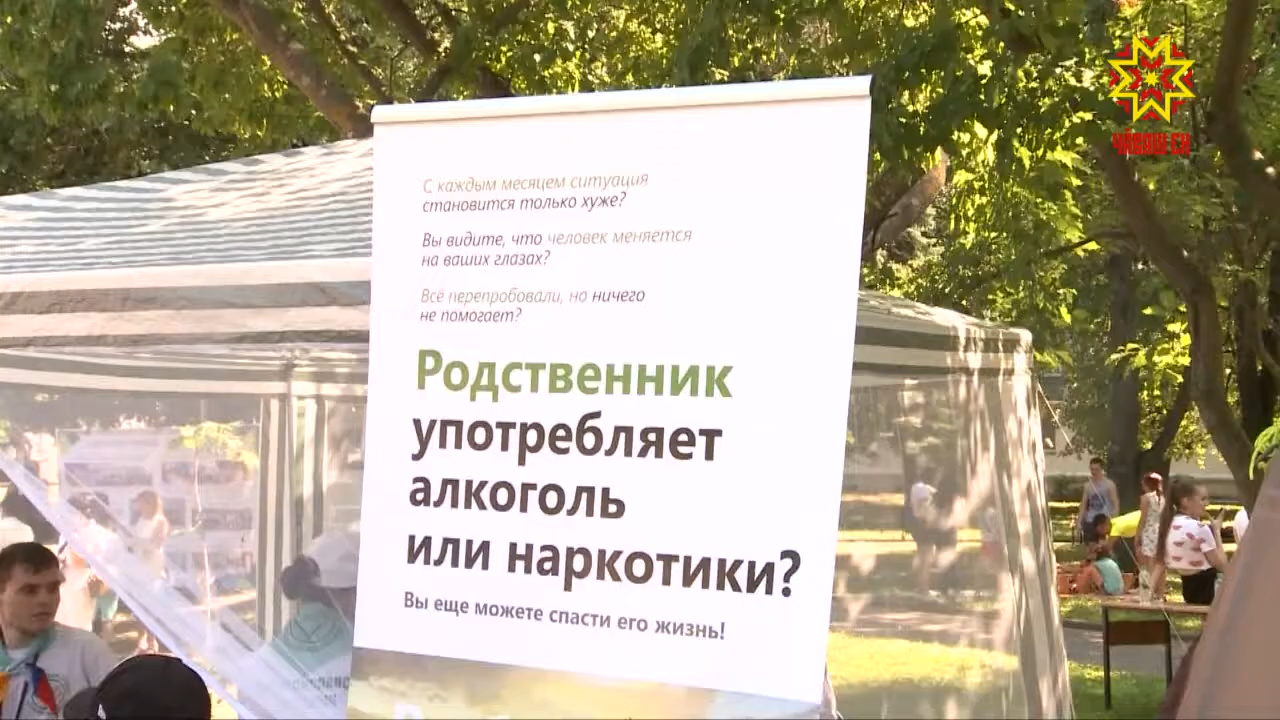 С каждым месяцем ситуация
становится только хуже?
Вы видите, что человек меняется
на ваших глазах?
Всё перепробовали, но ничего
не помогает?
Родственник
употребляет
алкоголь
или наркотики?
Вы еще можете спасти его жизнь!
ЧӐВАШ ЕН